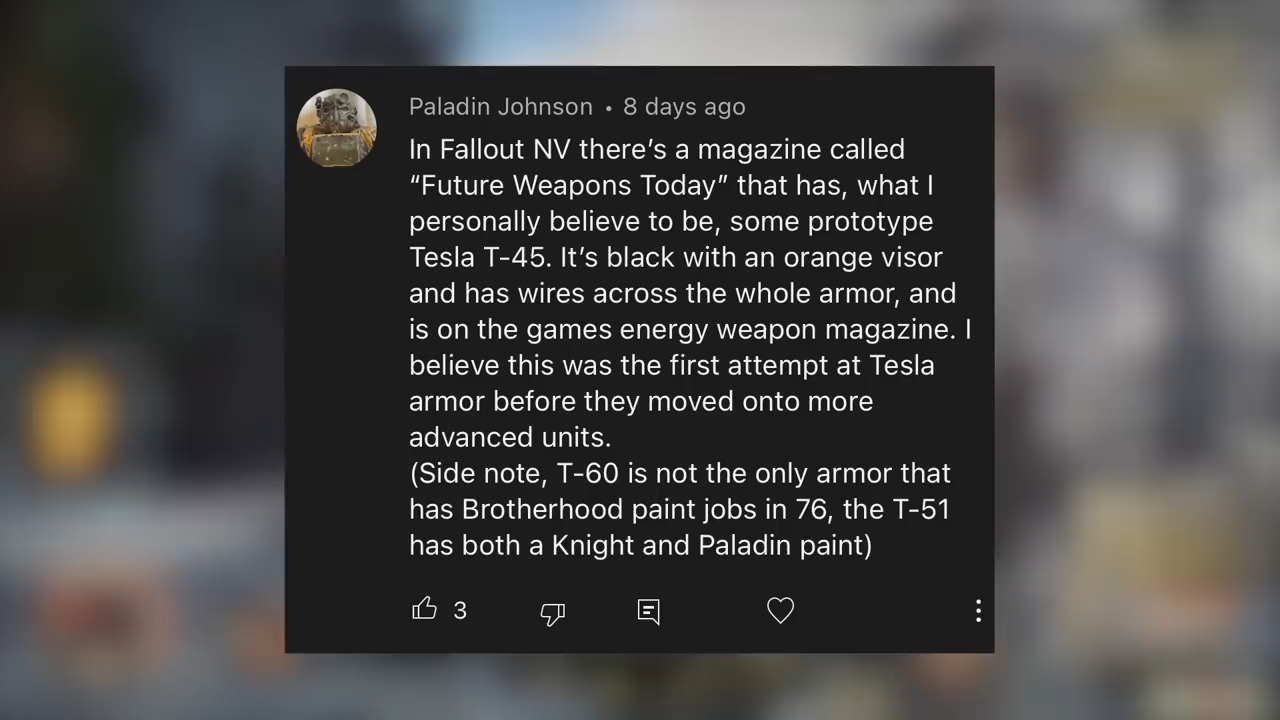 Paladin Johnson • 8 days ago
In Fallout NV there’s a magazine called
“Future Weapons Today” that has, what I
personally believe to be, some prototype
Tesla T-45. It’s black with an orange visor
and has wires across the whole armor, and
is on the games energy weapon magazine. I
believe this was the first attempt at Tesla
armor before they moved onto more
advanced units.
(Side note, T-60 is not the only armor that
has Brotherhood paint jobs in 76, the T-51
has both a Knight and Paladin paint)
3